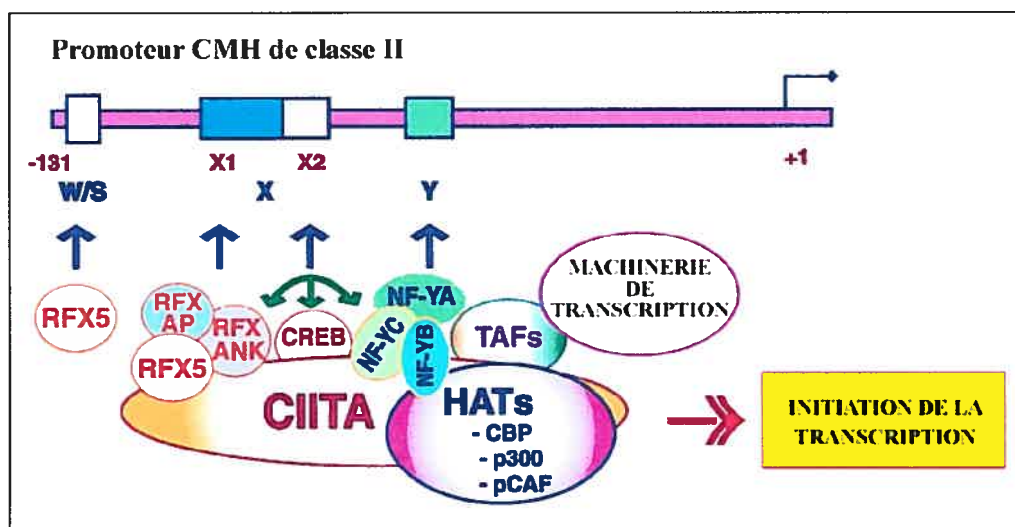 Promoteur CMH de classe II
-131
X1
X2
+1
W/S
X
Y
RFX5
RFX
AP
RFX
ANK
RFX5
CREB
NF-YA
NF-YC
NF-YB
TAFs
MACHINERIE
DE
TRANSCRIPTION
CIITA
HATs
- CBP
- p300
- pCAF
INITIATION DE LA
TRANSCRIPTION